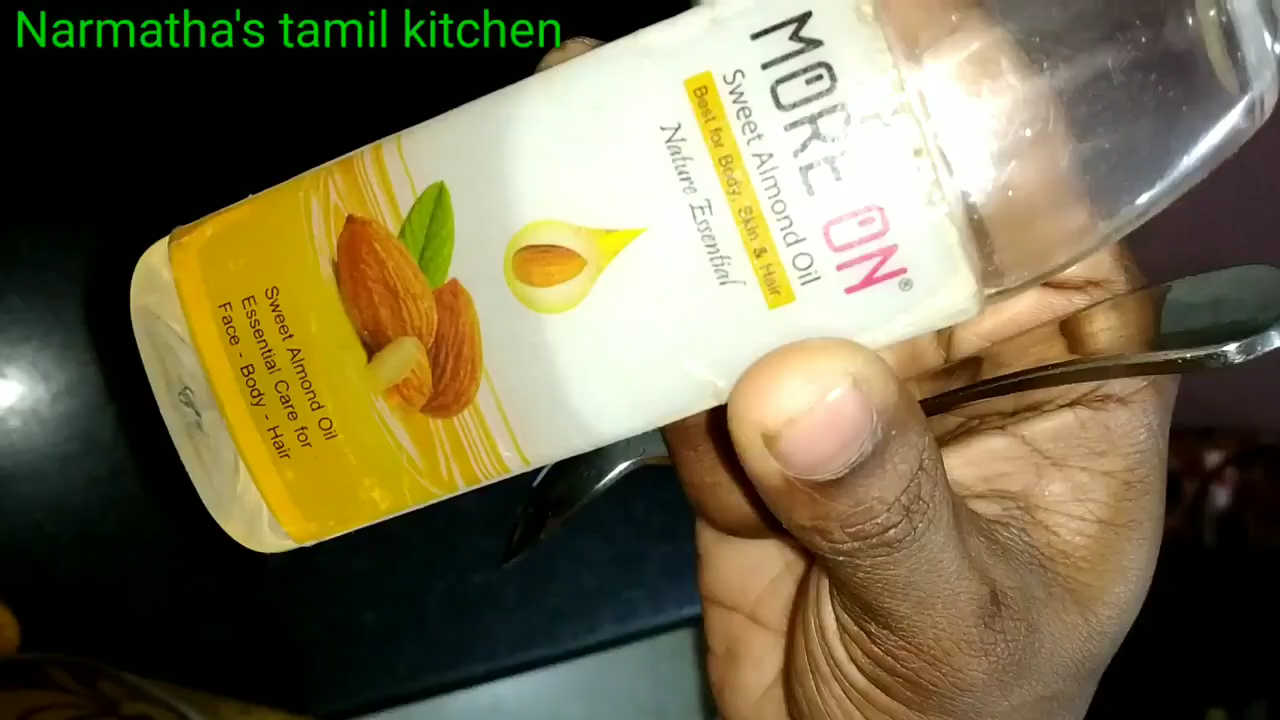 Narmatha's tamil kitchen
MORE ON®
Sweet Almond Oil
Best for Body, Skin & Hair
Nature Essential
Sweet Almond Oil
Essential Care for
Face - Body - Hair